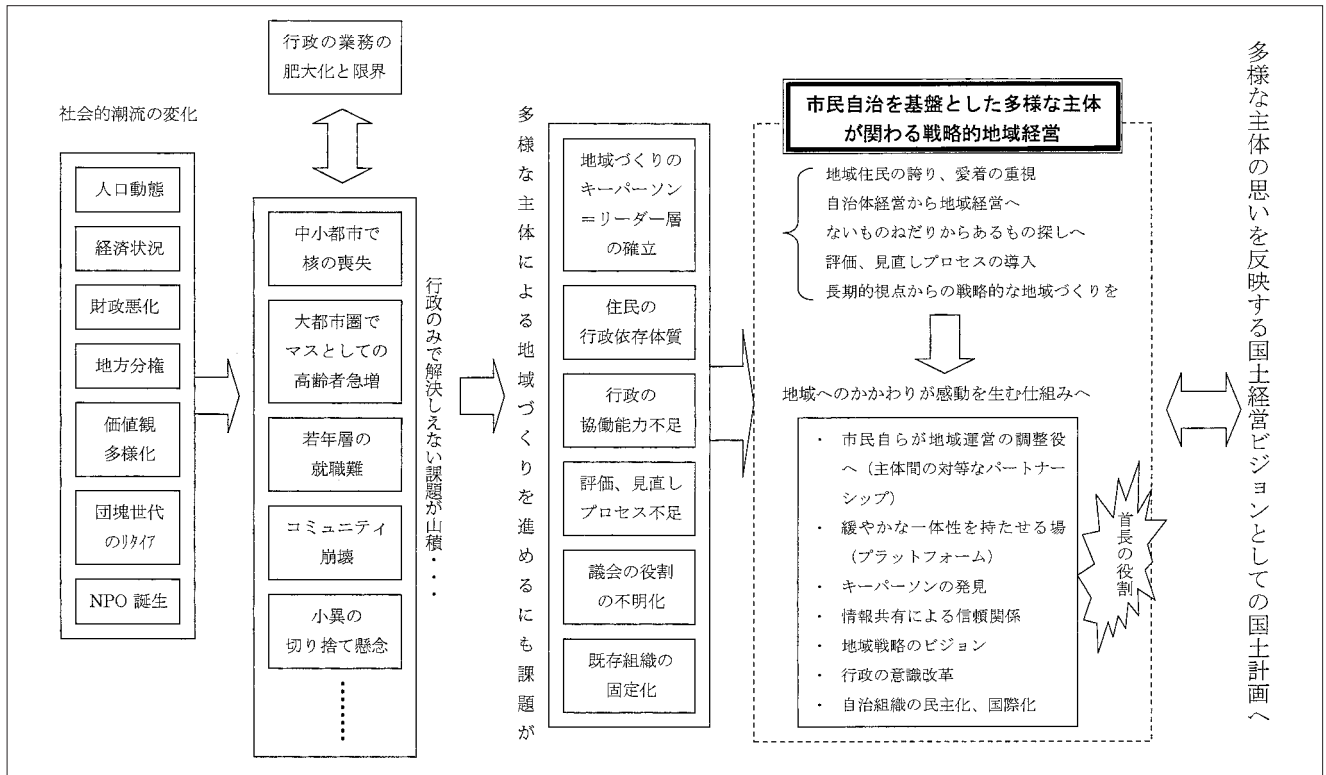 行政の業務の
肥大化と限界
社会的潮流の変化
人口動態
経済状況
財政悪化
地方分権
価値観
多様化
団塊世代
のリタイア
NPO 誕生
中小都市で
核の喪失
大都市圏で
マスとしての
高齢者急増
若年層の
就職難
コミュニティ
崩壊
小異の
切り捨て懸念
行政のみで解決しえない課題が山積・・・
多様な主体による地域づくりを進めるにも課題が
地域づくりの
キーパーソン
＝リーダー層
の確立
住民の
行政依存体質
行政の
協働能力不足
評価、見直し
プロセス不足
議会の役割
の不明化
既存組織の
固定化
市民自治を基盤とした多様な主体
が関わる戦略的地域経営
地域住民の誇り、愛着の重視
自治体経営から地域経営へ
ないものねだりからあるもの探しへ
評価、見直しプロセスの導入
長期的視点からの戦略的な地域づくりを
地域へのかかわりが感動を生む仕組みへ
・ 市民自らが地域運営の調整役
へ（主体間の対等なパートナー
シップ）
・ 緩やかな一体性を持たせる場
（プラットフォーム）
・ キーパーソンの発見
・ 情報共有による信頼関係
・ 地域戦略のビジョン
・ 行政の意識改革
・ 自治組織の民主化、国際化
首長の役割
多様な主体の思いを反映する国土経営ビジョンとしての国土計画へ